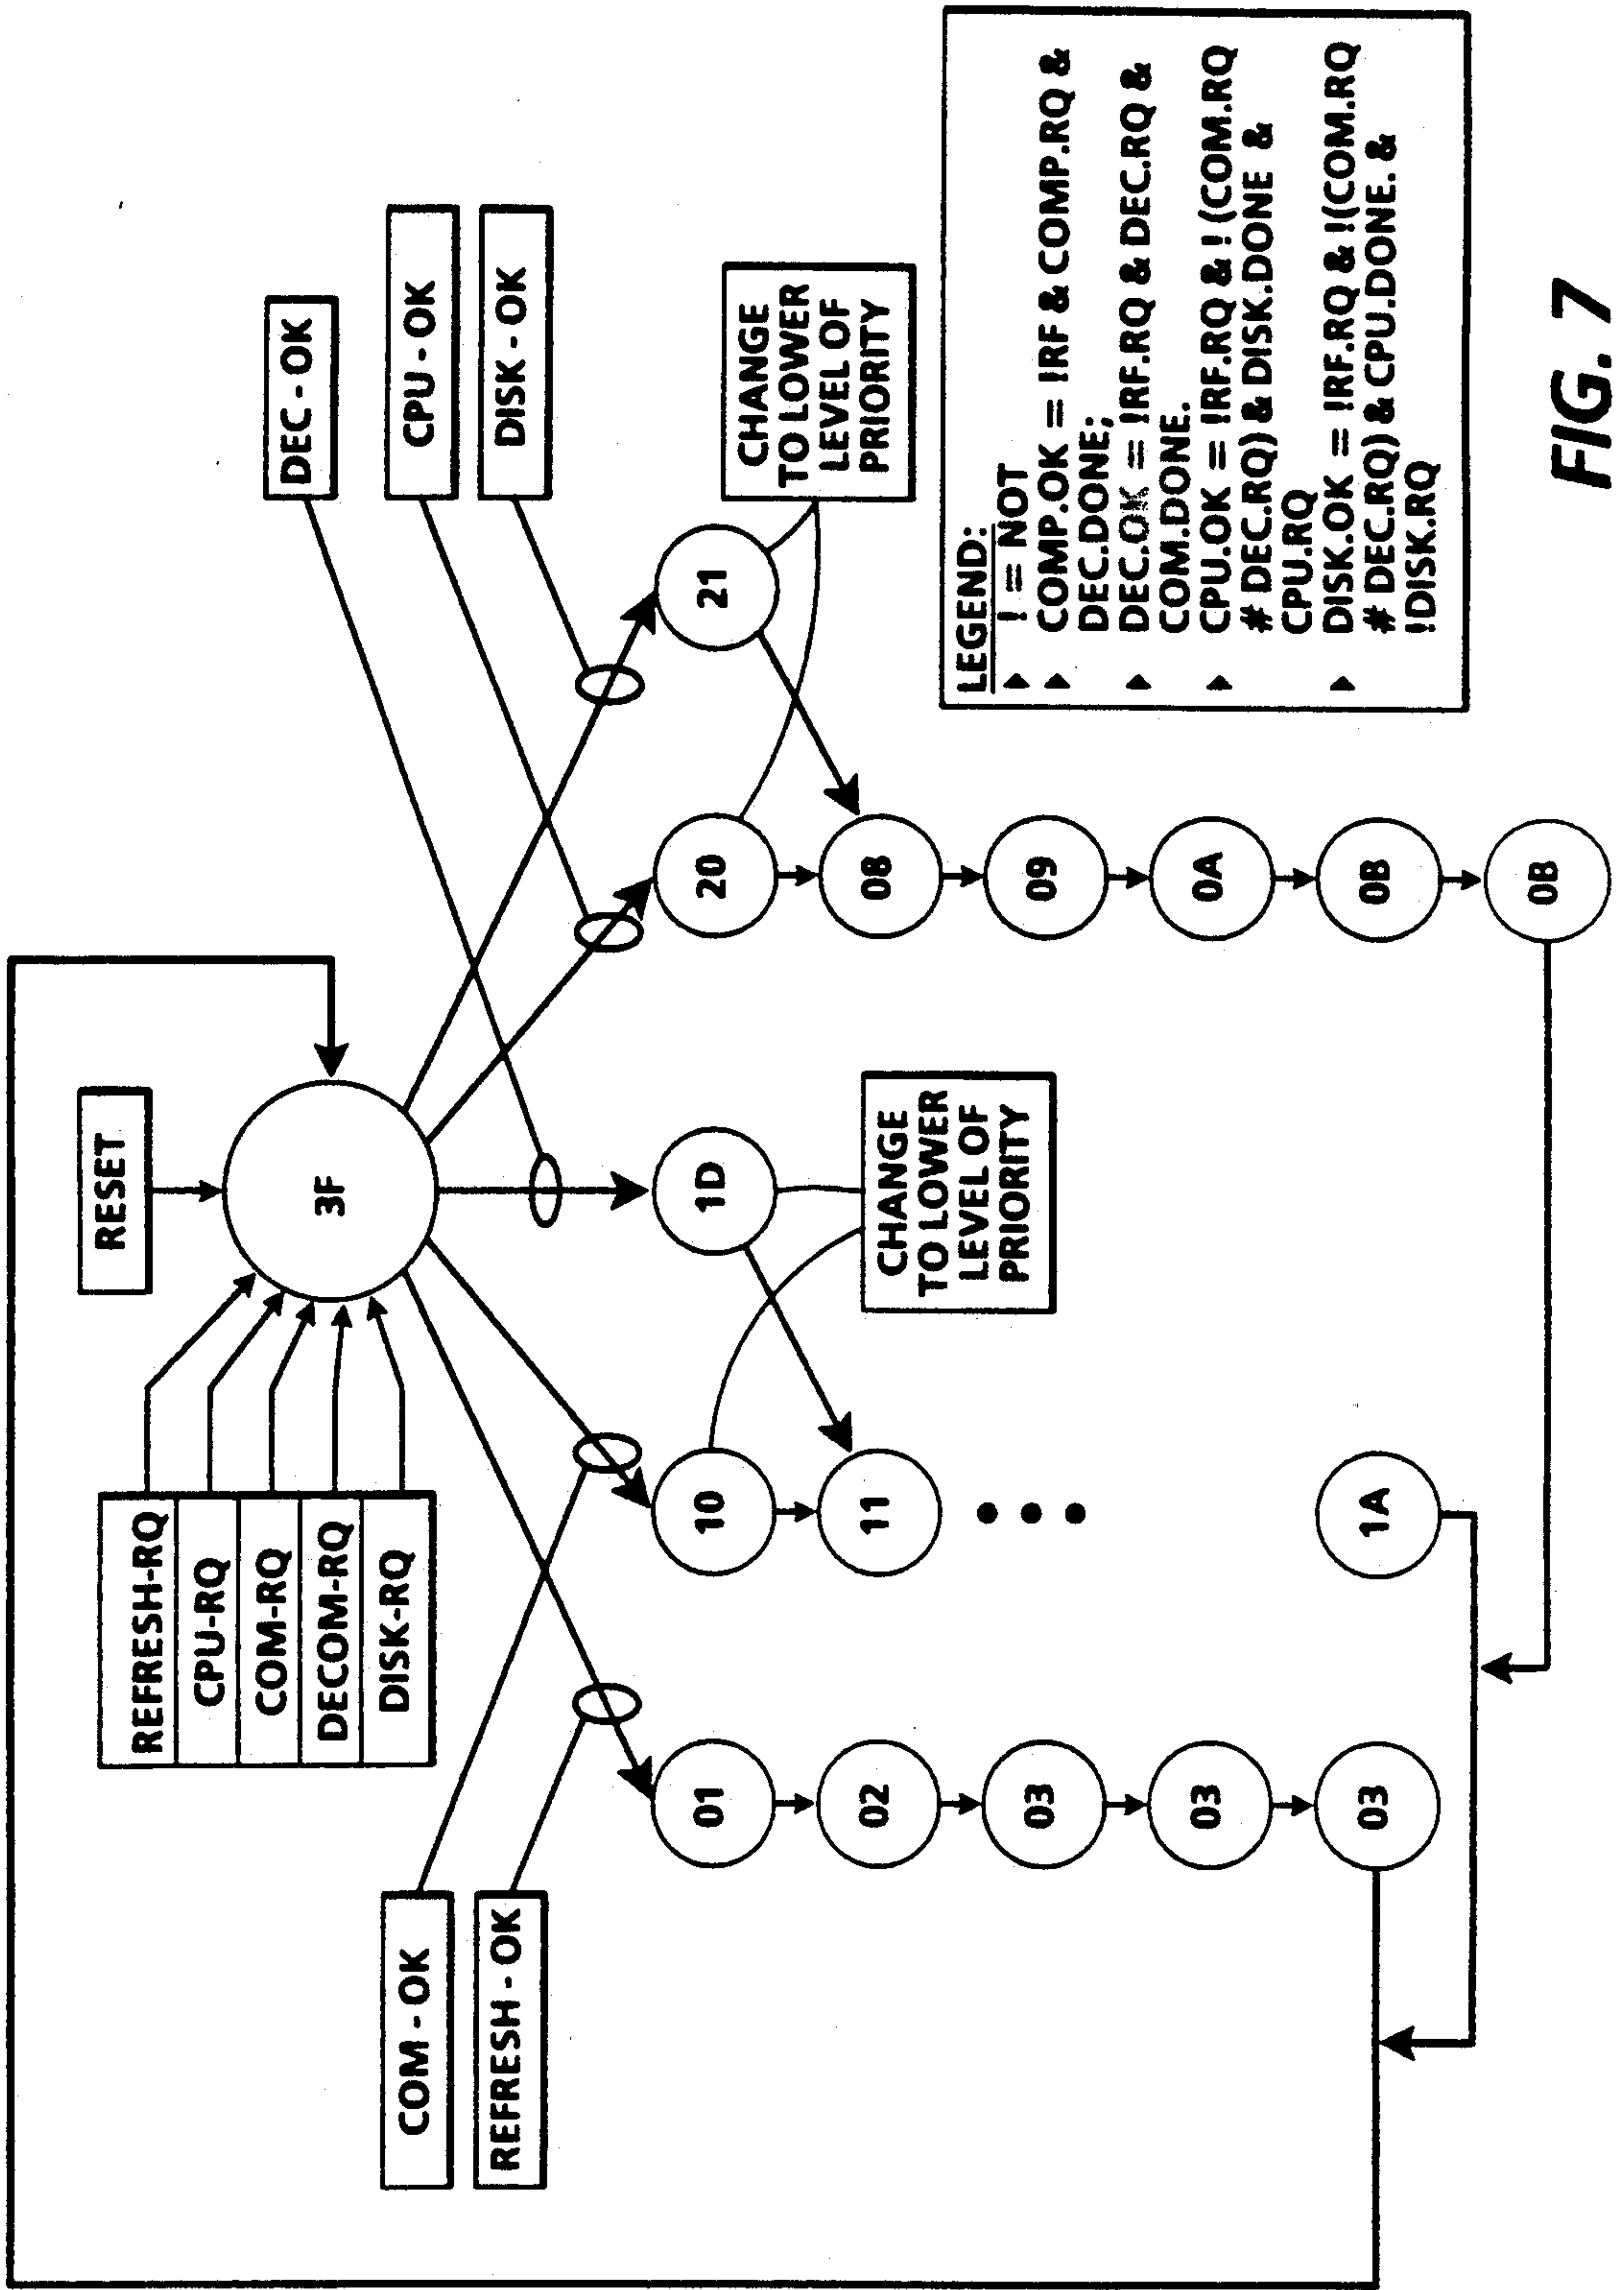 RESET
REFRESH-RQ
CPU-RQ
COM-RQ
DECOM-RQ
DISK-RQ
3F
DEC - OK
CPU - OK
DISK - OK
COM - OK
REFRESH - OK
01
02
03
03
03
10
11
1A
1D
CHANGE
TO LOWER
LEVEL OF
PRIORITY
20
08
09
0A
0B
0B
21
CHANGE
TO LOWER
LEVEL OF
PRIORITY
LEGEND:
! = NOT
COMP.OK = !RF & COMP.RQ &
DEC.DONE;
DEC.OK = !RF.RQ & DEC.RQ &
COM.DONE.
CPU.OK = !RF.RQ & ! (COM.RQ
# DEC.RQ) & DISK.DONE &
CPU.RQ
DISK.OK = !RF.RQ & !(COM.RQ
# DEC.RQ) & CPU.DONE. &
!DISK.RQ
FIG. 7